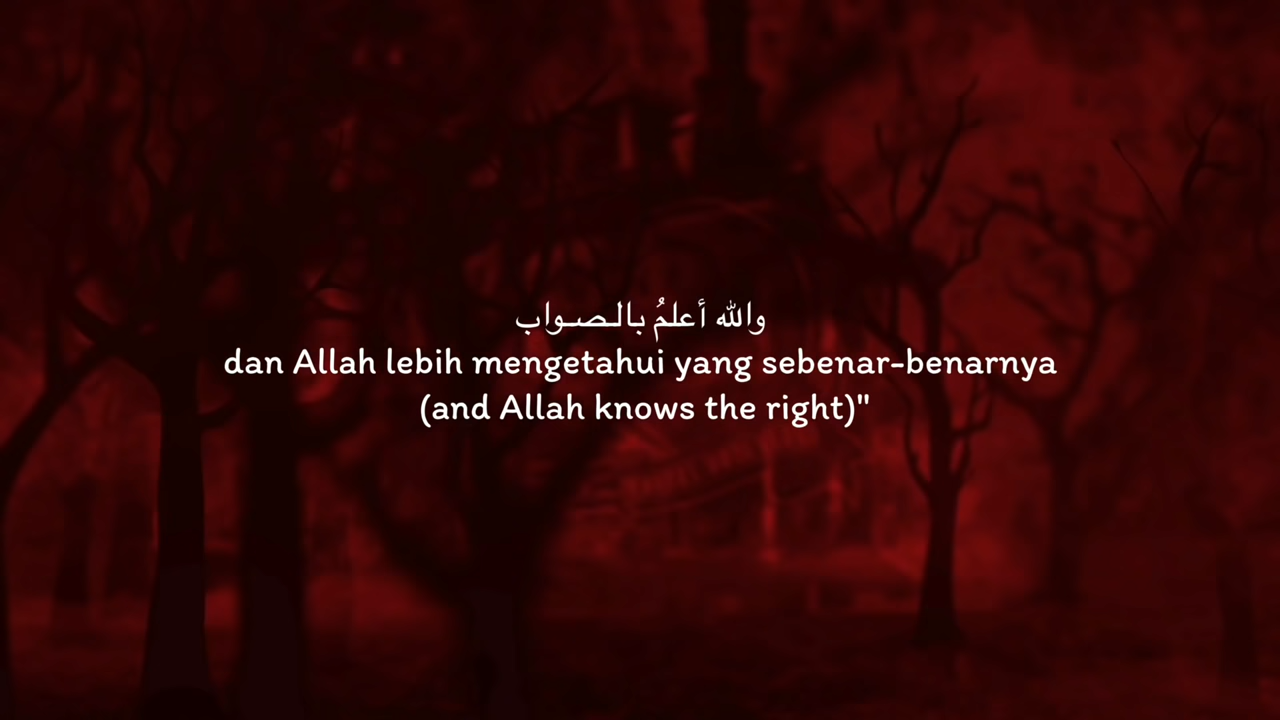 والله أعلمُ بالصواب
dan Allah lebih mengetahui yang sebenar-benarnya
(and Allah knows the right)"